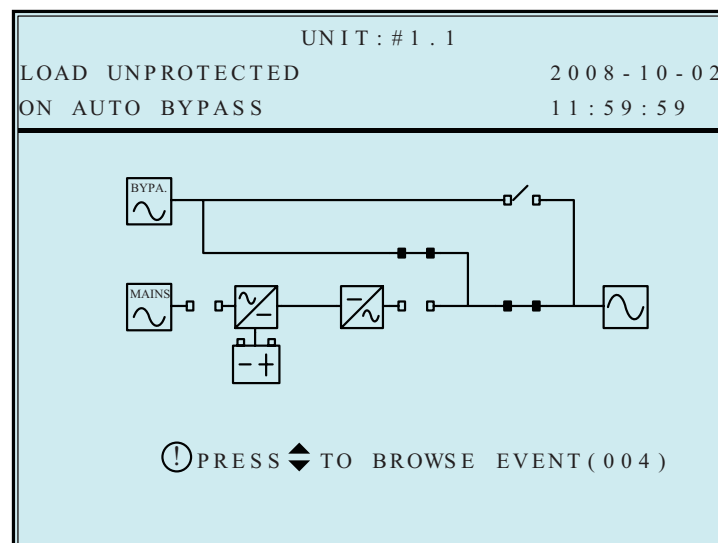 UNIT:#1.1
LOAD UNPROTECTED 2008-10-02
ON AUTO BYPASS 11:59:59
BYPA.
MAINS
PRESS TO BROWSE EVENT(004)